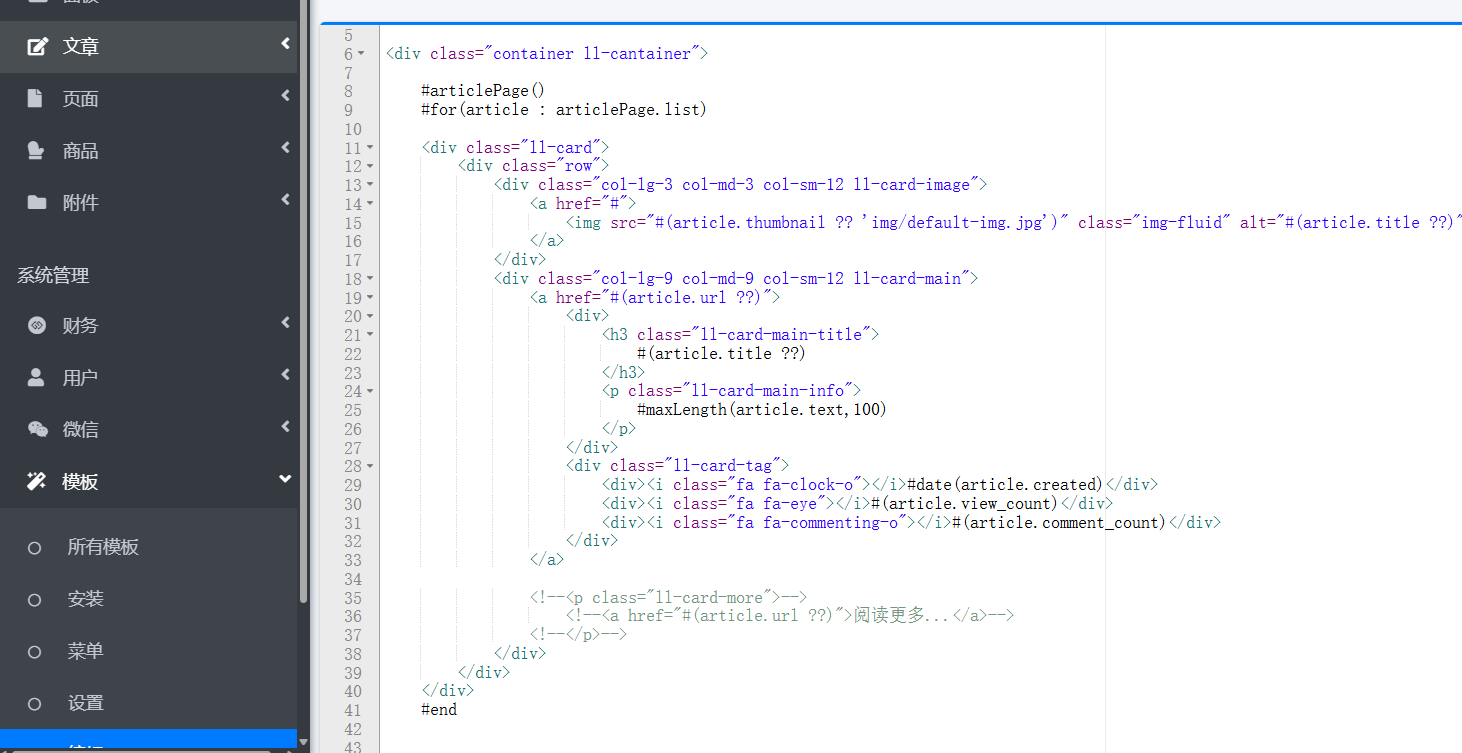 文章
页面
商品
附件
系统管理
财务
用户
微信
模板
所有模板
安装
菜单
设置
5
6 <div class="container ll-cantainer">
7
8 #articlePage()
9 #for(article : articlePage.list)
10
11 <div class="ll-card">
12 <div class="row">
13 <div class="col-lg-3 col-md-3 col-sm-12 ll-card-image">
14 <a href="#">
15 <img src="#(article.thumbnail ?? 'img/default-img.jpg')" class="img-fluid" alt="#(article.title ??)"
16 </a>
17 </div>
18 <div class="col-lg-9 col-md-9 col-sm-12 ll-card-main">
19 <a href="#(article.url ??)">
20 <div>
21 <h3 class="ll-card-main-title">
22 #(article.title ??)
23 </h3>
24 <p class="ll-card-main-info">
25 #maxLength(article.text,100)
26 </p>
27 </div>
28 <div class="ll-card-tag">
29 <div><i class="fa fa-clock-o"></i>#date(article.created)</div>
30 <div><i class="fa fa-eye"></i>#(article.view_count)</div>
31 <div><i class="fa fa-commenting-o"></i>#(article.comment_count)</div>
32 </div>
33 </a>
34
35 <!--<p class="ll-card-more">-->
36 <!--<a href="#(article.url ??)">阅读更多...</a>-->
37 <!--</p>-->
38 </div>
39 </div>
40 </div>
41 #end
42
43